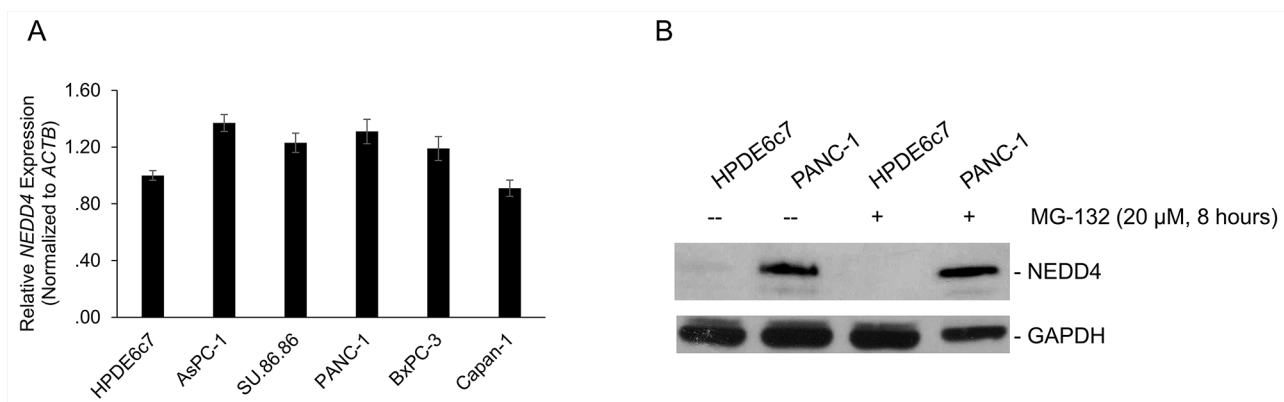 A
Relative NEDD4 Expression
(Normalized to ACTB)
1.60
1.20
.80
.40
.00
HPDE6c7
AsPC-1
SU.86.86
PANC-1
BxPC-3
Capan-1
B
HPDE6c7
PANC-1
HPDE6c7
PANC-1
-- -- + + MG-132 (20 µM, 8 hours)
- NEDD4
- GAPDH